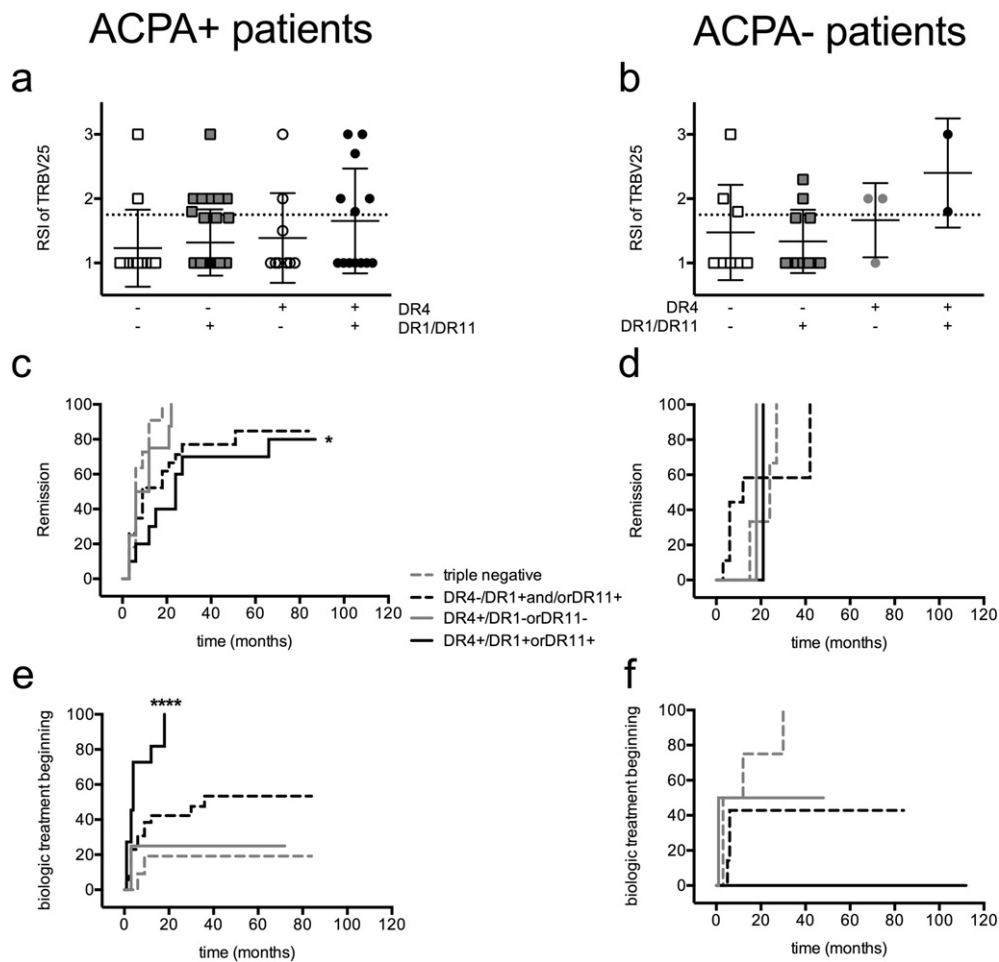 ACPA+ patients
ACPA- patients
a
RSI of TRBV25
3
2
1
- - + + DR4
- + - + DR1/DR11
b
RSI of TRBV25
3
2
1
DR4 - - + +
DR1/DR11 - + - +
c
Remission
100
80
60
40
20
0
*
0 20 40 60 80 100 120
time (months)
triple negative
DR4-/DR1+and/orDR11+
DR4+/DR1-orDR11-
DR4+/DR1+orDR11+
d
Remission
100
80
60
40
20
0
0 20 40 60 80 100 120
time (months)
e
biologic treatment beginning
100
80
60
40
20
0
****
0 20 40 60 80 100 120
time (months)
f
biologic treatment beginning
100
80
60
40
20
0
0 20 40 60 80 100 120
time (months)